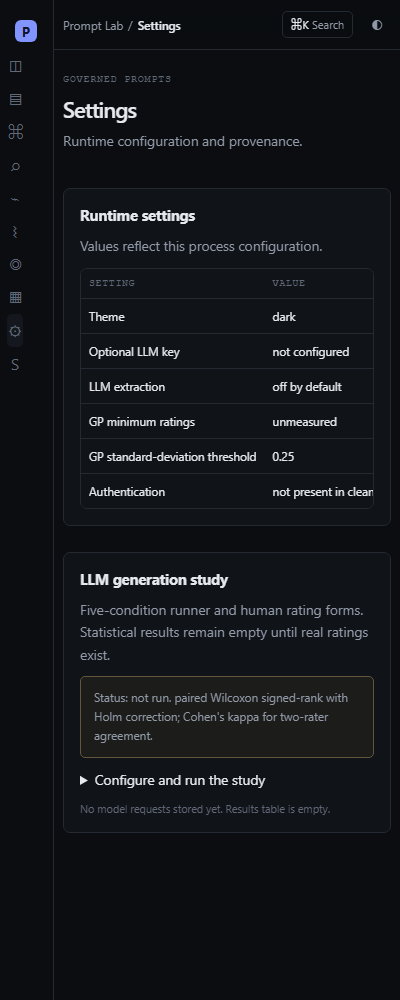 P
Prompt Lab / Settings
⌘K Search
GOVERNED PROMPTS
Settings
Runtime configuration and provenance.
Runtime settings
Values reflect this process configuration.
SETTING VALUE
Theme dark
Optional LLM key not configured
LLM extraction off by default
GP minimum ratings unmeasured
GP standard-deviation threshold 0.25
Authentication not present in clean
S
LLM generation study
Five-condition runner and human rating forms.
Statistical results remain empty until real ratings
exist.
Status: not run. paired Wilcoxon signed-rank with
Holm correction; Cohen's kappa for two-rater
agreement.
▶ Configure and run the study
No model requests stored yet. Results table is empty.